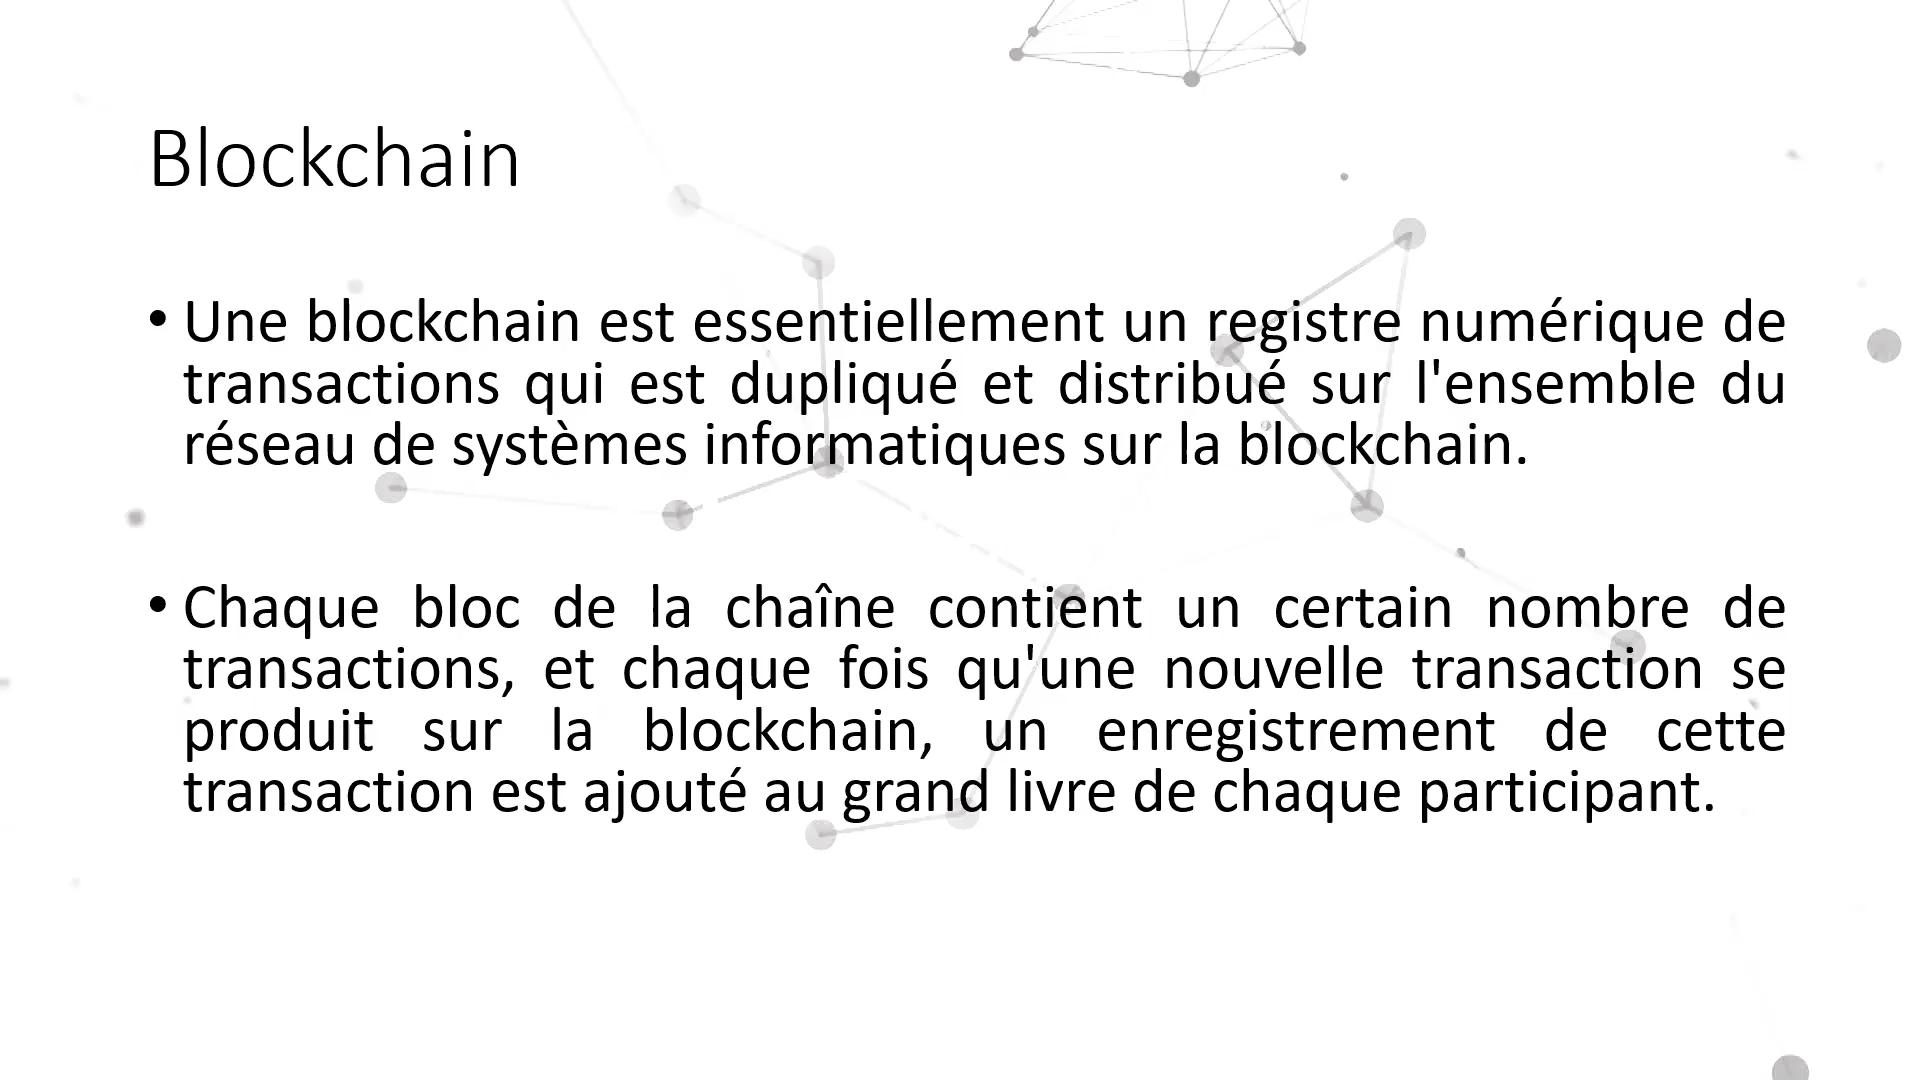 Blockchain
• Une blockchain est essentiellement un registre numérique de
transactions qui est dupliqué et distribué sur l'ensemble du
réseau de systèmes informatiques sur la blockchain.
• Chaque bloc de la chaîne contient un certain nombre de
transactions, et chaque fois qu'une nouvelle transaction se
produit sur la blockchain, un enregistrement de cette
transaction est ajouté au grand livre de chaque participant.